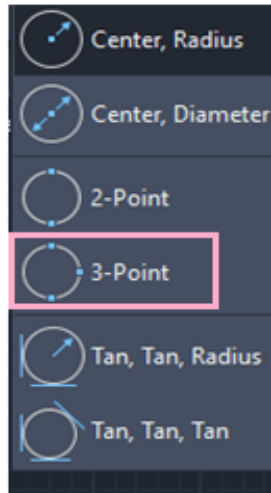 Center, Radius
Center, Diameter
2-Point
3-Point
Tan, Tan, Radius
Tan, Tan, Tan